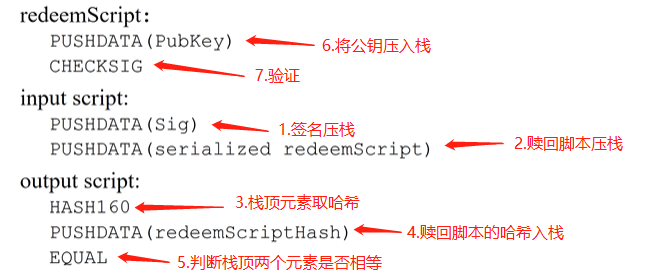 redeemScript:
PUSHDATA(PubKey)
6.将公钥压入栈
CHECKSIG
7.验证
input script:
PUSHDATA(Sig)
1.签名压栈
PUSHDATA(serialized redeemScript)
2.赎回脚本压栈
output script:
HASH160
3.栈顶元素取哈希
PUSHDATA(redeemScriptHash)
4.赎回脚本的哈希入栈
EQUAL
5.判断栈顶两个元素是否相等